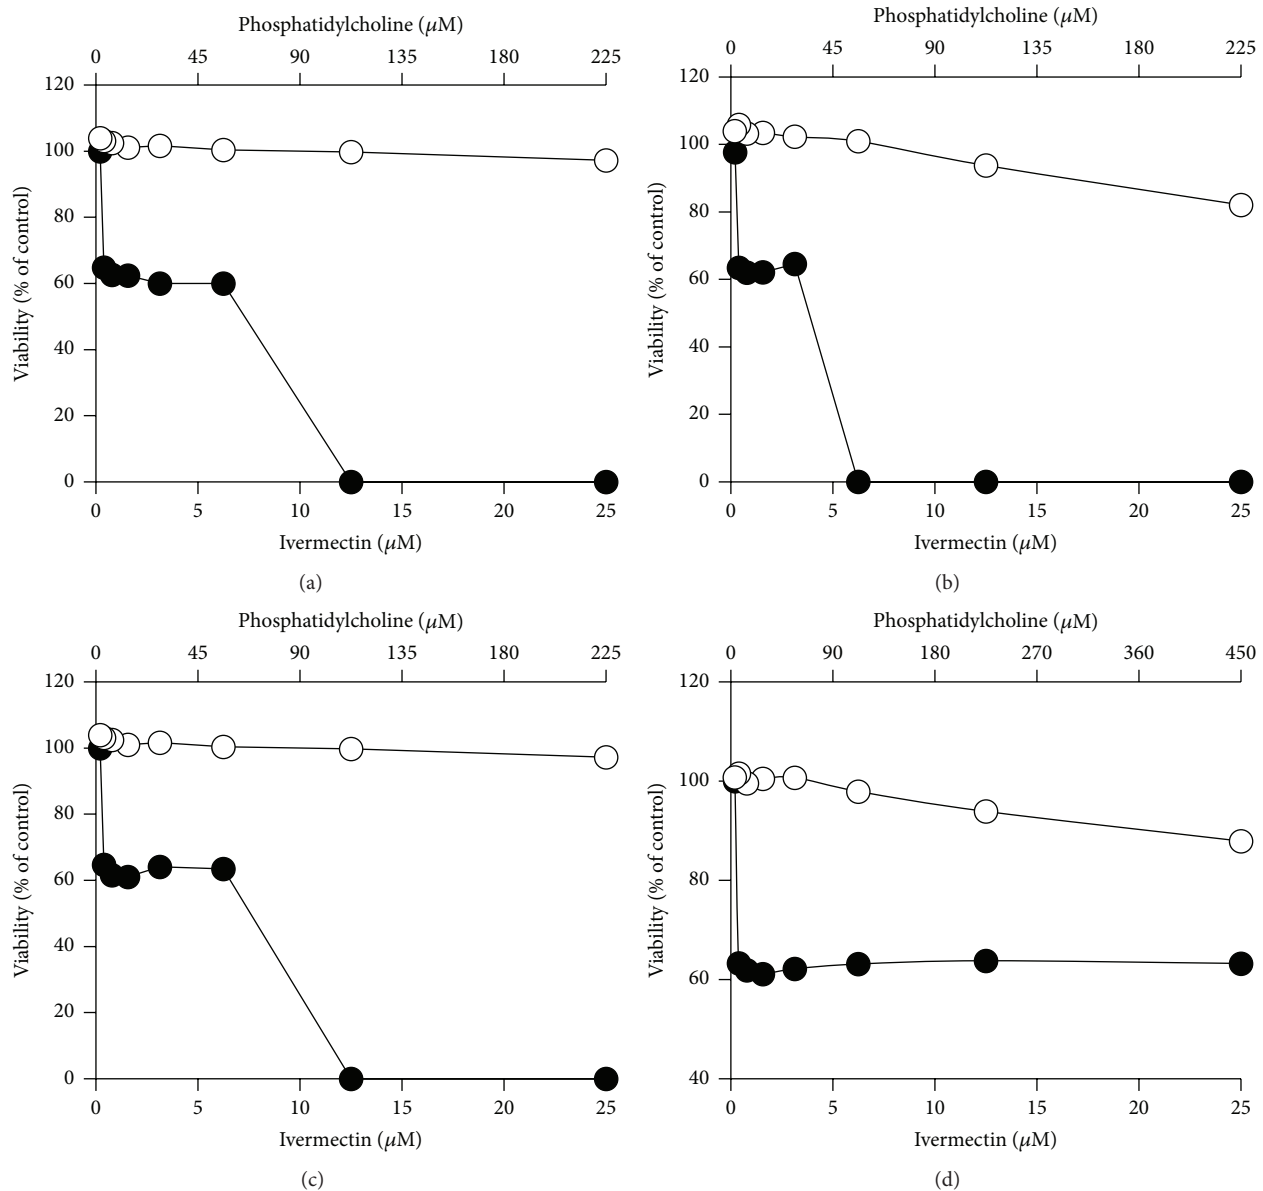 Phosphatidylcholine (μM)
0 45 90 135 180 225
120
100
80
60
40
20
0
Viability (% of control)
0 5 10 15 20 25
Ivermectin (μM)
(a)
Phosphatidylcholine (μM)
0 45 90 135 180 225
120
100
80
60
40
20
0
Viability (% of control)
0 5 10 15 20 25
Ivermectin (μM)
(b)
Phosphatidylcholine (μM)
0 45 90 135 180 225
120
100
80
60
40
20
0
Viability (% of control)
0 5 10 15 20 25
Ivermectin (μM)
(c)
Phosphatidylcholine (μM)
0 90 180 270 360 450
120
100
80
60
40
Viability (% of control)
0 5 10 15 20 25
Ivermectin (μM)
(d)